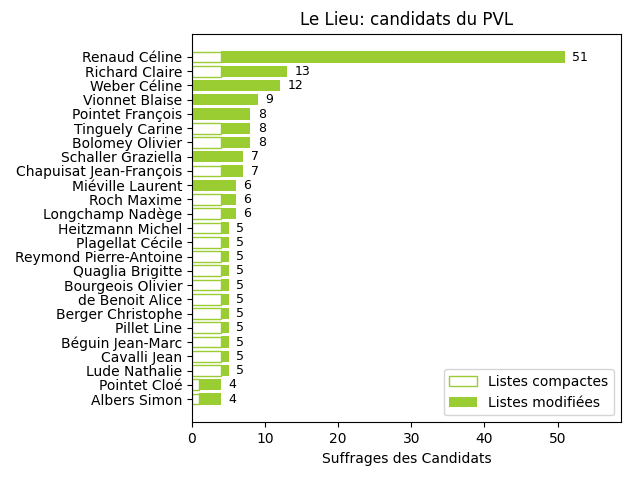 Le Lieu: candidats du PVL
Renaud Céline 51
Richard Claire 13
Weber Céline 12
Vionnet Blaise 9
Pointet François 8
Tinguely Carine 8
Bolomey Olivier 8
Schaller Graziella 7
Chapuisat Jean-François 7
Miéville Laurent 6
Roch Maxime 6
Longchamp Nadège 6
Heitzmann Michel 5
Plagellat Cécile 5
Reymond Pierre-Antoine 5
Quaglia Brigitte 5
Bourgeois Olivier 5
de Benoit Alice 5
Berger Christophe 5
Pillet Line 5
Béguin Jean-Marc 5
Cavalli Jean 5
Lude Nathalie 5
Pointet Cloé 4
Albers Simon 4
Listes compactes
Listes modifiées
0 10 20 30 40 50
Suffrages des Candidats